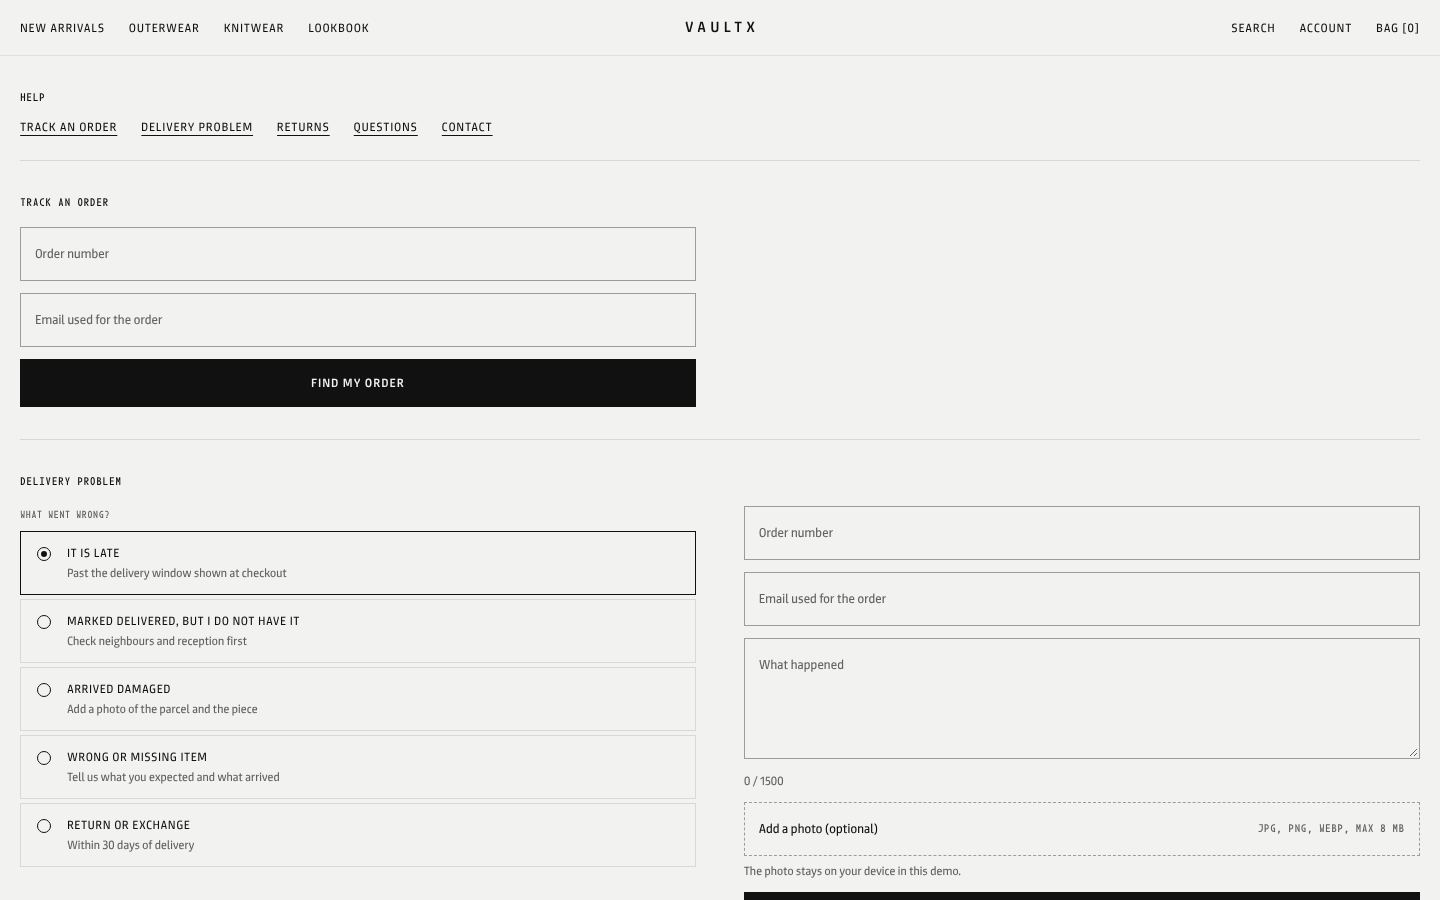 NEW ARRIVALS OUTERWEAR KNITWEAR LOOKBOOK VAULTX SEARCH ACCOUNT BAG [0]
HELP
TRACK AN ORDER DELIVERY PROBLEM RETURNS QUESTIONS CONTACT
TRACK AN ORDER
Order number
Email used for the order
FIND MY ORDER
DELIVERY PROBLEM
WHAT WENT WRONG?
IT IS LATE
Past the delivery window shown at checkout
MARKED DELIVERED, BUT I DO NOT HAVE IT
Check neighbours and reception first
ARRIVED DAMAGED
Add a photo of the parcel and the piece
WRONG OR MISSING ITEM
Tell us what you expected and what arrived
RETURN OR EXCHANGE
Within 30 days of delivery
Order number
Email used for the order
What happened
0 / 1500
Add a photo (optional) JPG, PNG, WEBP, MAX 8 MB
The photo stays on your device in this demo.